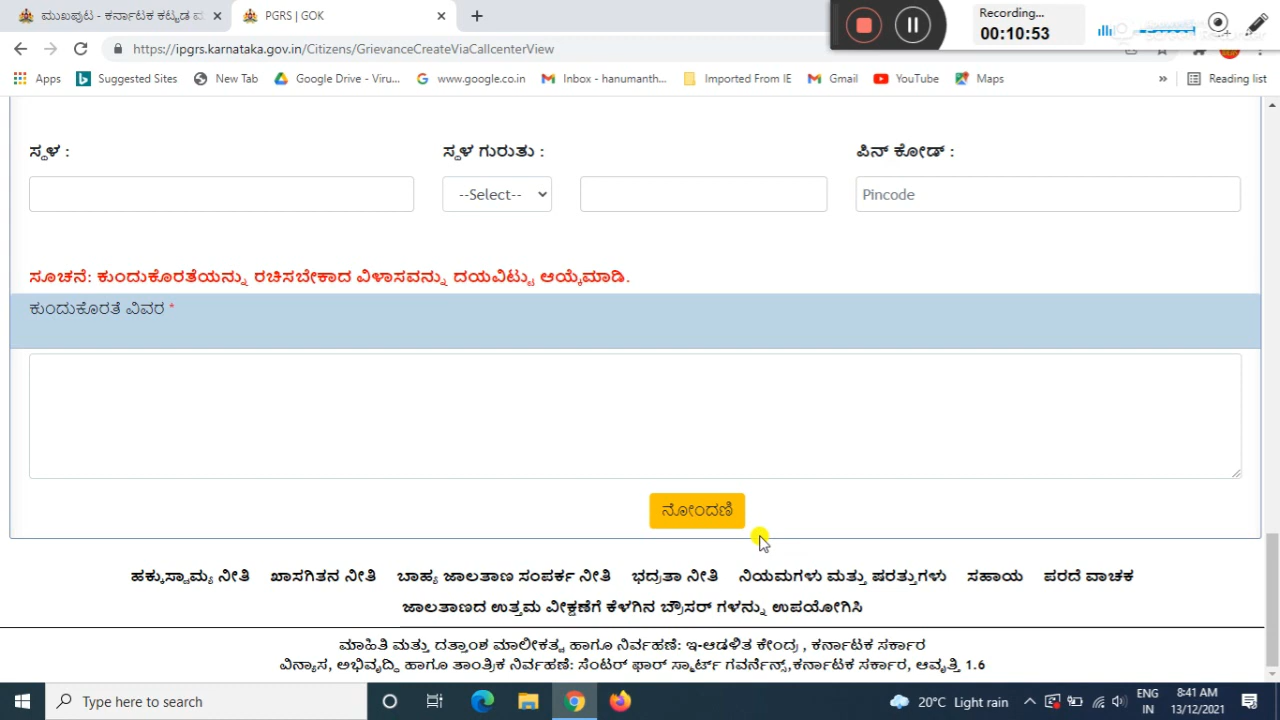 ಮುಖಪುಟ - ಕರ್ನಾಟಕ ಕಟ್ಟಡ ಮ
PGRS | GOK
Recording...
00:10:53
https://ipgrs.karnataka.gov.in/Citizens/GrievanceCreateViaCallcenterView
Apps
Suggested Sites
New Tab
Google Drive - Viru...
www.google.co.in
Inbox - hanumanth...
Imported From IE
Gmail
YouTube
Maps
»
Reading list
ಸ್ಥಳ :
ಸ್ಥಳ ಗುರುತು :
ಪಿನ್ ಕೋಡ್ :
--Select--
Pincode
ಸೂಚನೆ: ಕುಂದುಕೊರತೆಯನ್ನು ರಚಿಸಬೇಕಾದ ವಿಳಾಸವನ್ನು ದಯವಿಟ್ಟು ಆಯ್ಕೆಮಾಡಿ.
ಕುಂದುಕೊರತೆ ವಿವರ *
ನೋಂದಣಿ
ಹಕ್ಕುಸ್ವಾಮ್ಯ ನೀತಿ ಖಾಸಗಿತನ ನೀತಿ ಬಾಹ್ಯ ಜಾಲತಾಣ ಸಂಪರ್ಕ ನೀತಿ ಭದ್ರತಾ ನೀತಿ ನಿಯಮಗಳು ಮತ್ತು ಷರತ್ತುಗಳು ಸಹಾಯ ಪರದೆ ವಾಚಕ
ಜಾಲತಾಣದ ಉತ್ತಮ ವೀಕ್ಷಣೆಗೆ ಕೆಳಗಿನ ಬ್ರೌಸರ್ ಗಳನ್ನು ಉಪಯೋಗಿಸಿ
ಮಾಹಿತಿ ಮತ್ತು ದತ್ತಾಂಶ ಮಾಲೀಕತ್ವ ಹಾಗೂ ನಿರ್ವಹಣೆ: ಇ-ಆಡಳಿತ ಕೇಂದ್ರ , ಕರ್ನಾಟಕ ಸರ್ಕಾರ
ವಿನ್ಯಾಸ, ಅಭಿವೃದ್ಧಿ ಹಾಗೂ ತಾಂತ್ರಿಕ ನಿರ್ವಹಣೆ: ಸೆಂಟರ್ ಫಾರ್ ಸ್ಮಾರ್ಟ್ ಗವರ್ನೆನ್ಸ್,ಕರ್ನಾಟಕ ಸರ್ಕಾರ, ಆವೃತ್ತಿ 1.6
Type here to search
20°C Light rain
ENG
IN
8:41 AM
13/12/2021